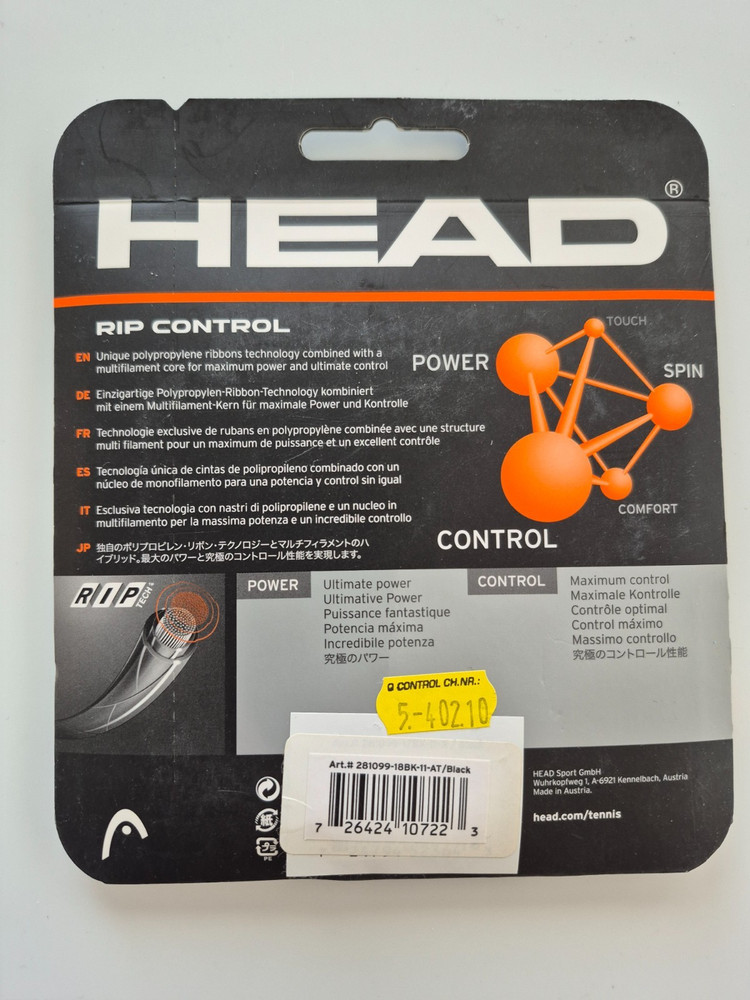 HEAD®
RIP CONTROL
EN Unique polypropylene ribbons technology combined with a
multifilament core for maximum power and ultimate control
DE Einzigartige Polypropylen-Ribbon-Technology kombiniert
mit einem Multifilament-Kern für maximale Power und Kontrolle
FR Technologie exclusive de rubans en polypropylène combinée avec une structure
multi filament pour un maximum de puissance et un excellent contrôle
ES Tecnología única de cintas de polipropileno combinado con un
núcleo de monofilamento para una potencia y control sin igual
IT Esclusiva tecnologia con nastri di polipropilene e un nucleo in
multifilamento per la massima potenza e un incredibile controllo
JP 独自のポリプロピレン・リボン・テクノロジーとマルチフィラメントのハ
イブリッド。最大のパワーと究極のコントロール性能を実現します。
TOUCH
POWER
SPIN
COMFORT
CONTROL
RIP TECH
POWER
Ultimate power
Ultimative Power
Puissance fantastique
Potencia máxima
Incredibile potenza
究極のパワー
CONTROL
Maximum control
Maximale Kontrolle
Contrôle optimal
Control máximo
Massimo controllo
究極のコントロール性能
Q CONTROL CH.NR.:
5.-402.10
Art.# 281099-18BK-11-AT/Black
7 26424 10722 3
紙
PE
HEAD Sport GmbH
Wuhrkopfweg 1, A-6921 Kennelbach, Austria
Made in Austria.
head.com/tennis